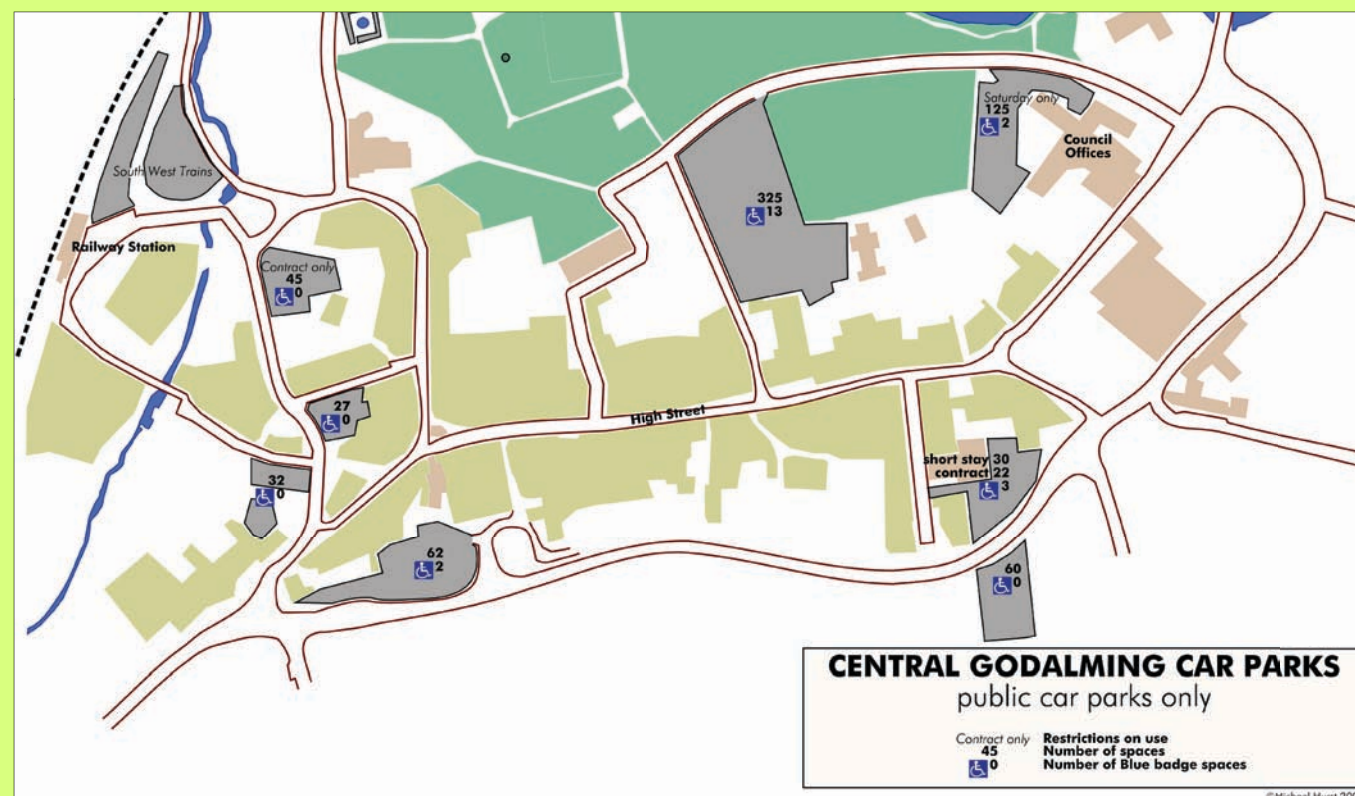 Saturday only
125
2
Council
Offices
South West Trains
325
13
Railway Station
Contract only
45
0
27
0
High Street
short stay 30
contract 22
3
32
0
62
2
60
0
CENTRAL GODALMING CAR PARKS
public car parks only
Contract only Restrictions on use
45 Number of spaces
0 Number of Blue badge spaces
©Michael Hurst